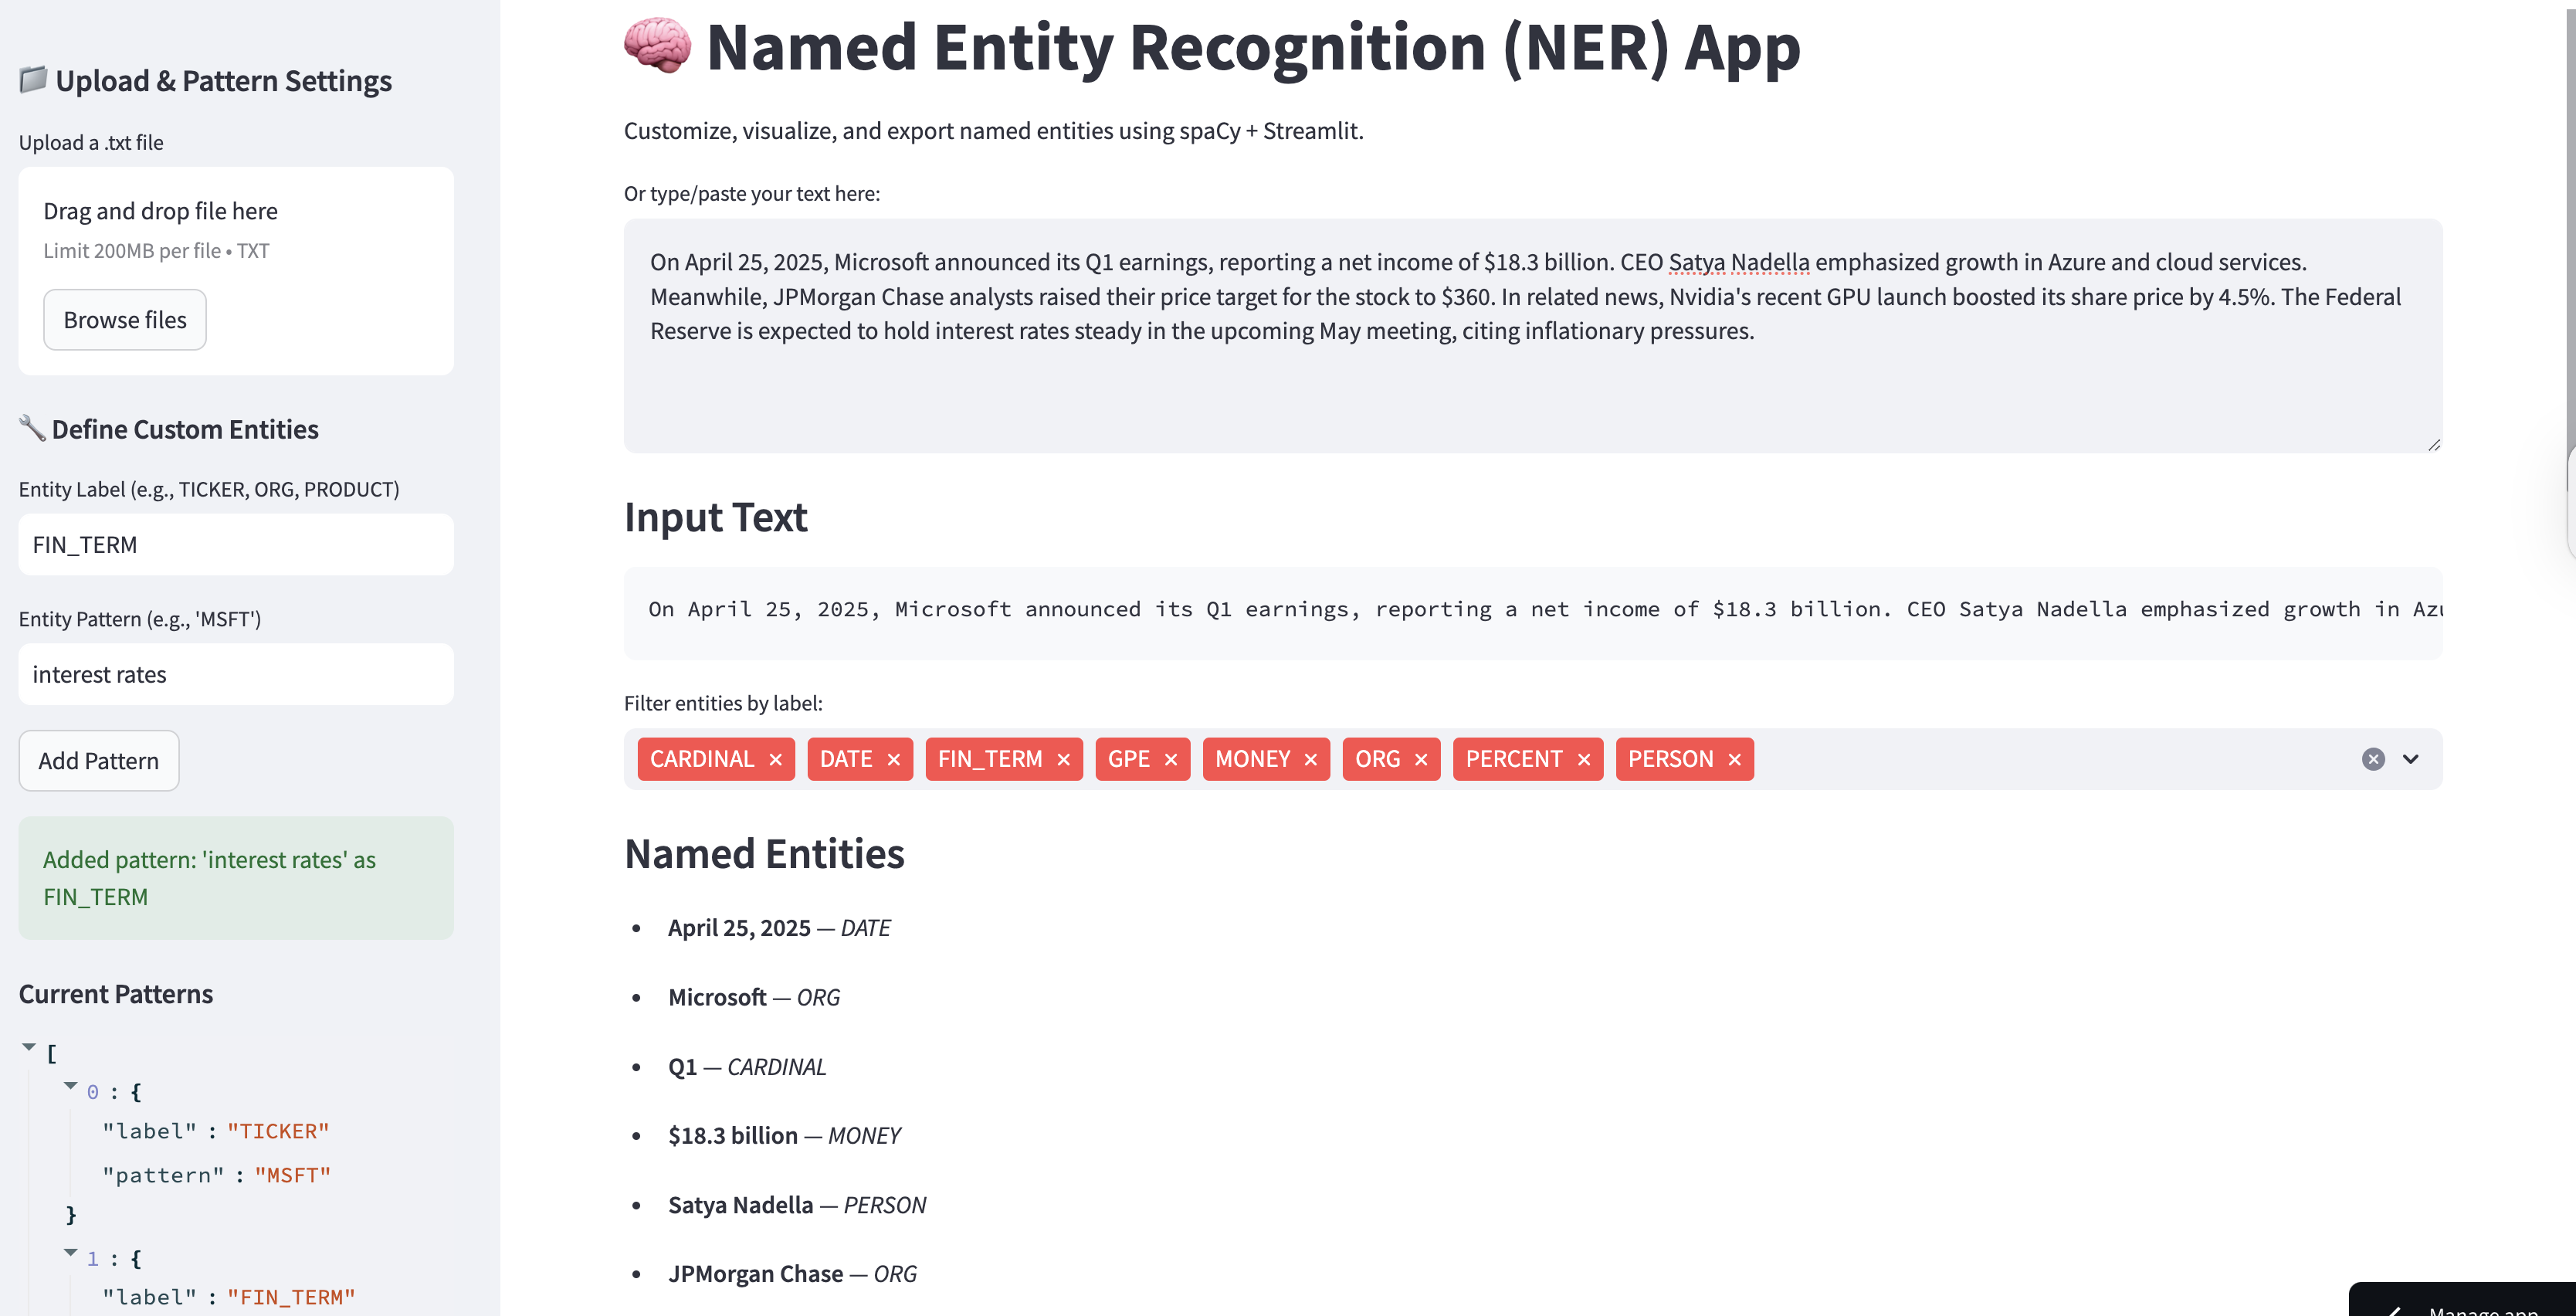 Upload & Pattern Settings
Upload a .txt file
Drag and drop file here
Limit 200MB per file • TXT
Browse files
Define Custom Entities
Entity Label (e.g., TICKER, ORG, PRODUCT)
FIN_TERM
Entity Pattern (e.g., 'MSFT')
interest rates
Add Pattern
Added pattern: 'interest rates' as
FIN_TERM
Current Patterns
[
0 : {
"label" : "TICKER"
"pattern" : "MSFT"
}
1 : {
"label" : "FIN_TERM"
Named Entity Recognition (NER) App
Customize, visualize, and export named entities using spaCy + Streamlit.
Or type/paste your text here:
On April 25, 2025, Microsoft announced its Q1 earnings, reporting a net income of $18.3 billion. CEO Satya Nadella emphasized growth in Azure and cloud services.
Meanwhile, JPMorgan Chase analysts raised their price target for the stock to $360. In related news, Nvidia's recent GPU launch boosted its share price by 4.5%. The Federal
Reserve is expected to hold interest rates steady in the upcoming May meeting, citing inflationary pressures.
Input Text
On April 25, 2025, Microsoft announced its Q1 earnings, reporting a net income of $18.3 billion. CEO Satya Nadella emphasized growth in Azu
Filter entities by label:
CARDINAL × DATE × FIN_TERM × GPE × MONEY × ORG × PERCENT × PERSON ×
Named Entities
• April 25, 2025 — DATE
• Microsoft — ORG
• Q1 — CARDINAL
• $18.3 billion — MONEY
• Satya Nadella — PERSON
• JPMorgan Chase — ORG
Manage app